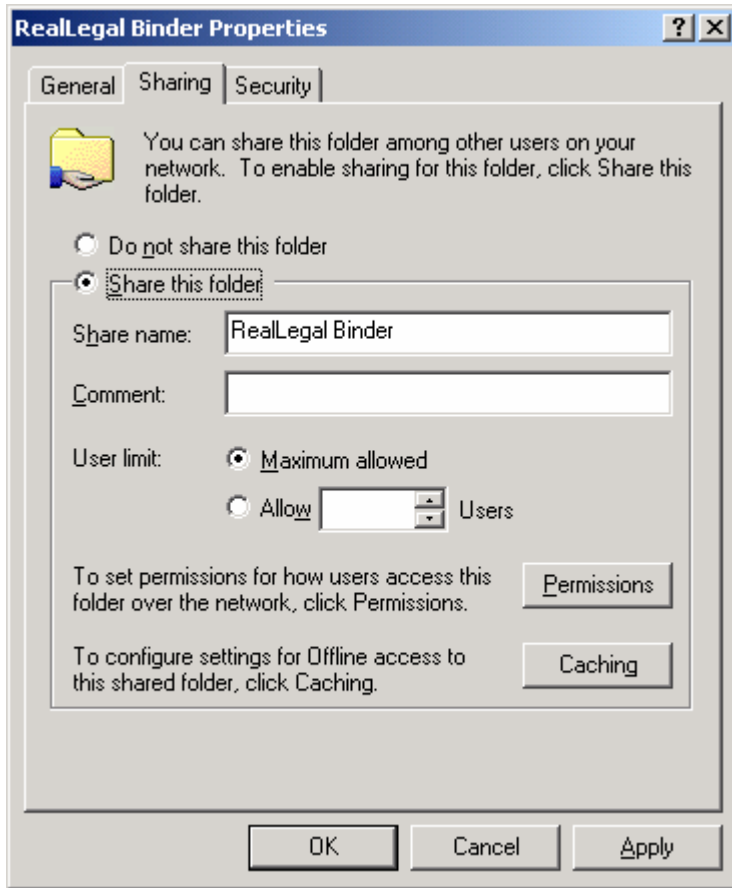 RealLegal Binder Properties
General Sharing Security
You can share this folder among other users on your
network. To enable sharing for this folder, click Share this
folder.
Do not share this folder
Share this folder
Share name: RealLegal Binder
Comment:
User limit: Maximum allowed
Allow Users
To set permissions for how users access this
folder over the network, click Permissions.
Permissions
To configure settings for Offline access to
this shared folder, click Caching.
Caching
OK Cancel Apply